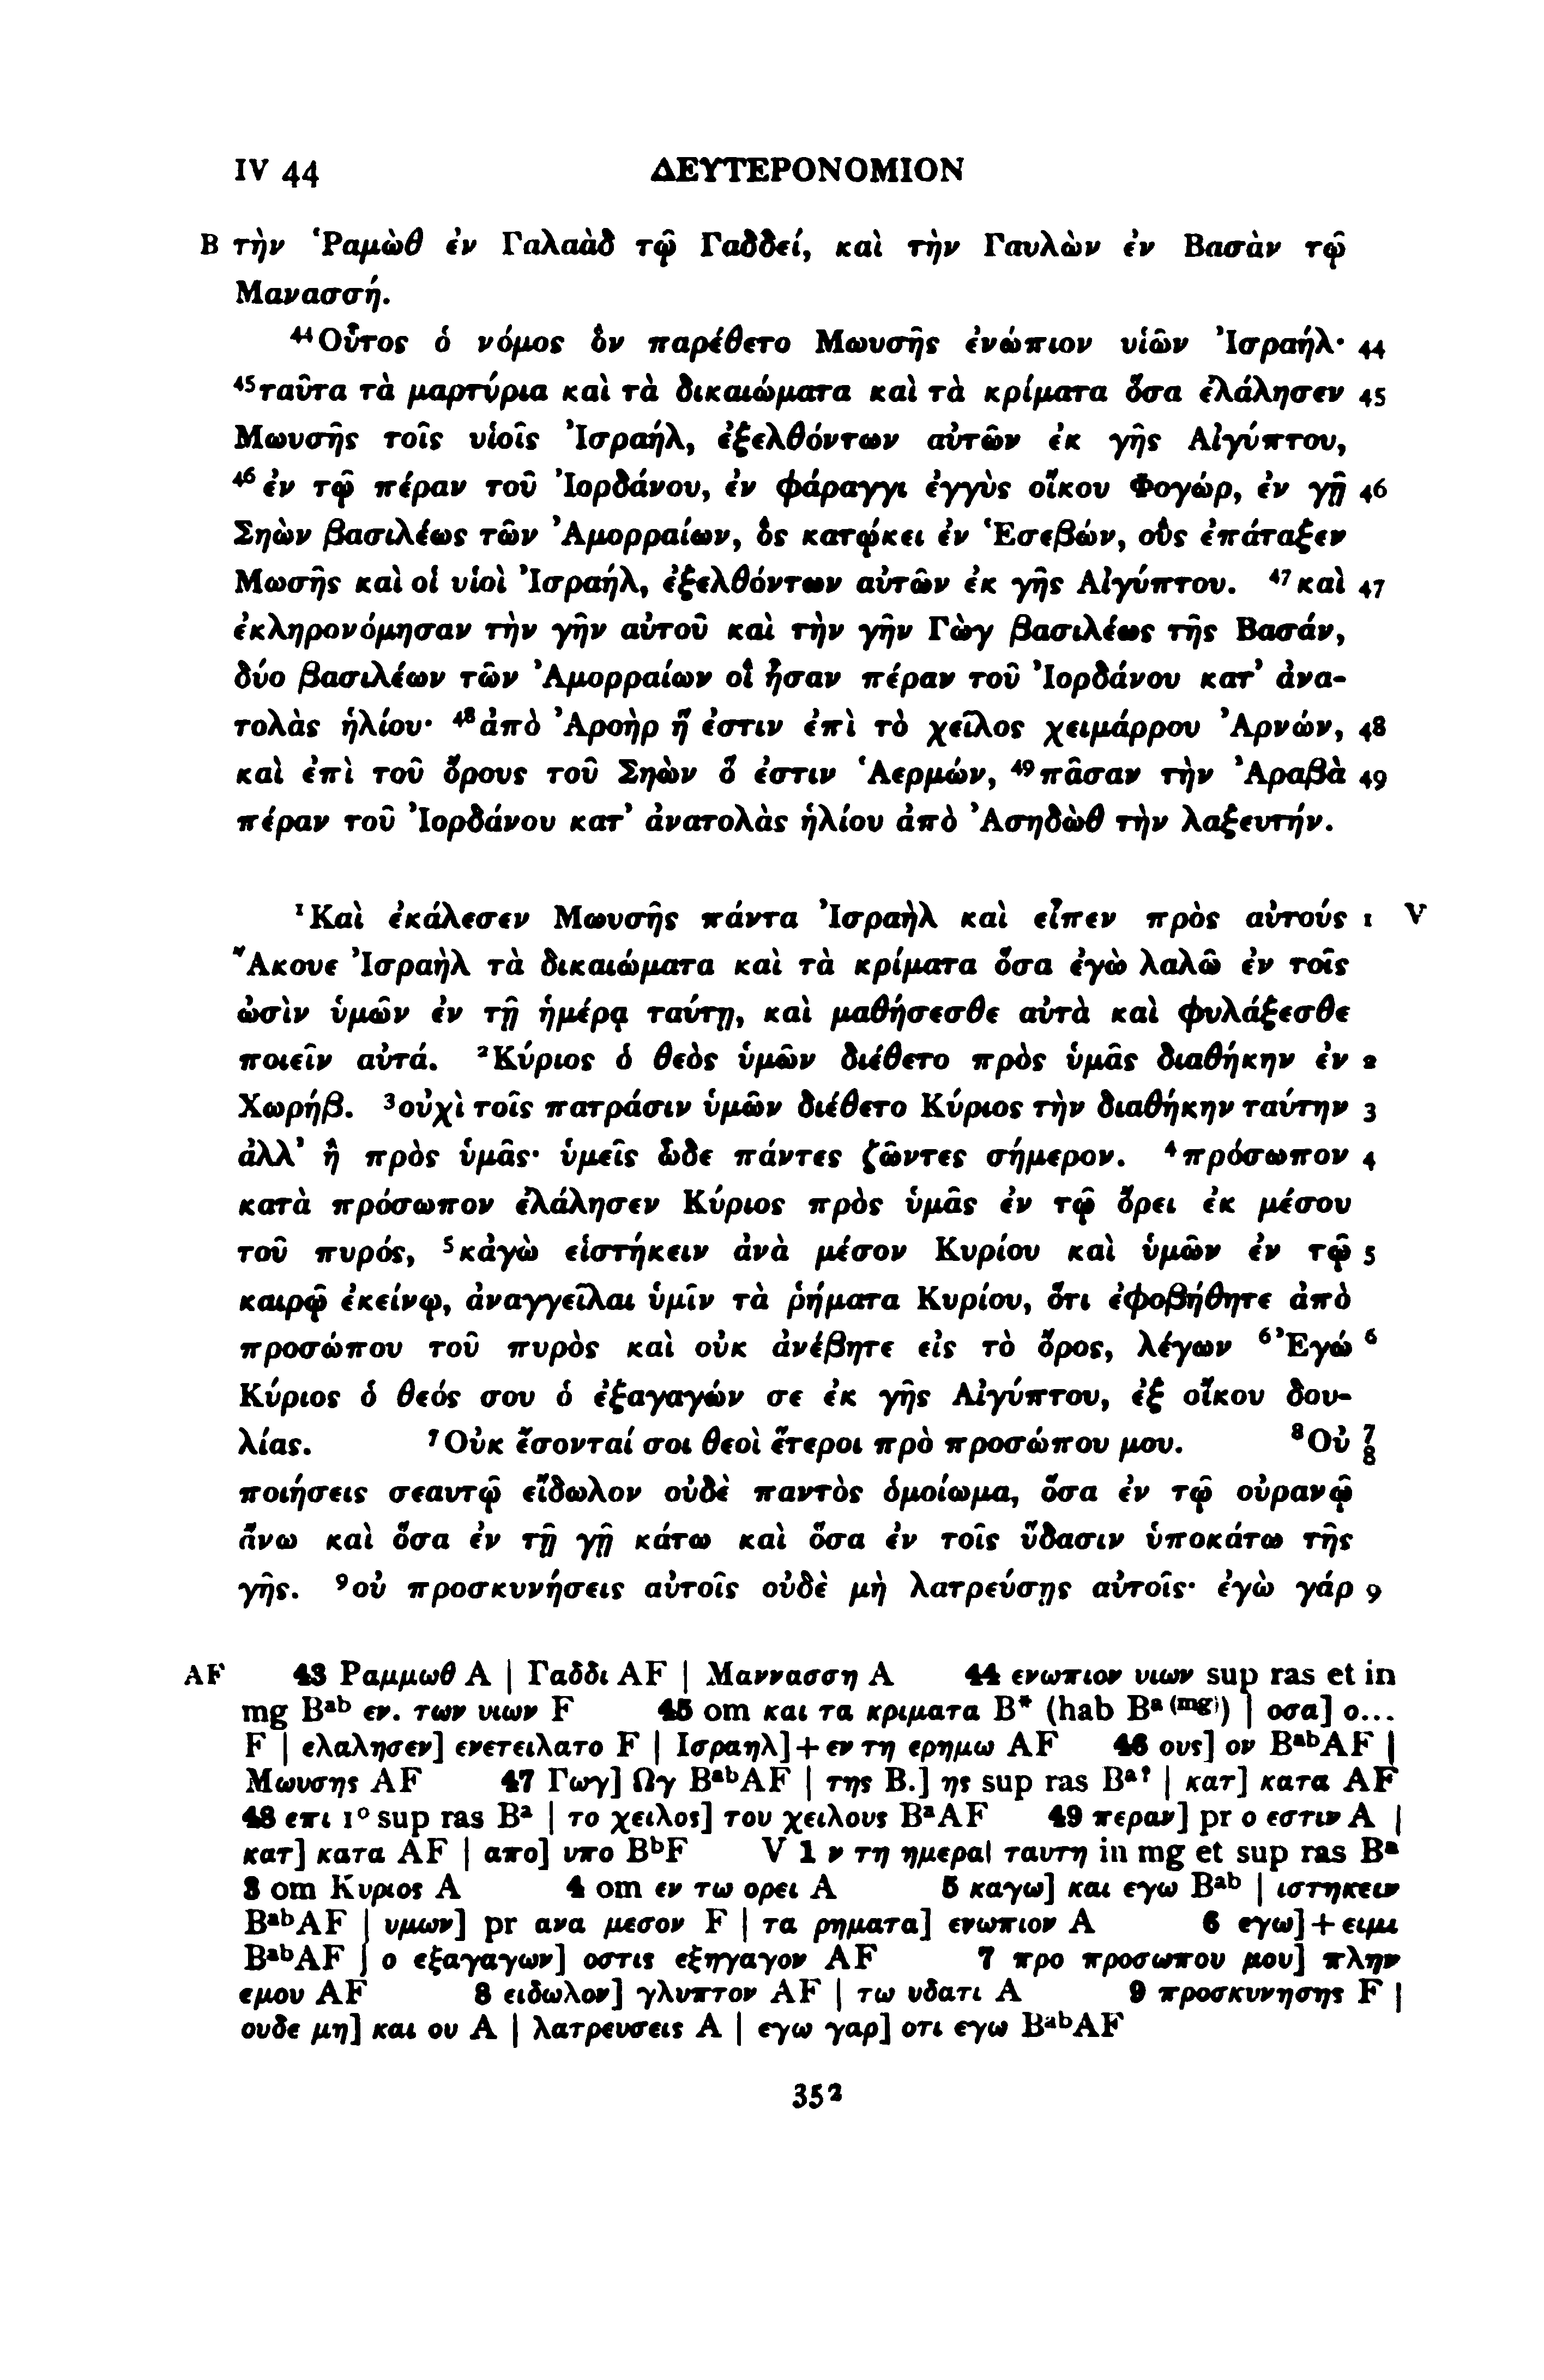 IV 44 ΔΕΥΤΕΡΟΝΟΜΙΟΝ
B τὴν Ῥαμὼθ ἐν Γαλαὰδ τῷ Γαδδεί, καὶ τὴν Γαυλὼν ἐν Βασὰν τῷ
Μανασσή.
⁴⁴Οὗτος ὁ νόμος ὃν παρέθετο Μωυσῆς ἐνώπιον υἱῶν Ἰσραήλ· 44
⁴⁵ταῦτα τὰ μαρτύρια καὶ τὰ δικαιώματα καὶ τὰ κρίματα ὅσα ἐλάλησεν 45
Μωυσῆς τοῖς υἱοῖς Ἰσραήλ, ἐξελθόντων αὐτῶν ἐκ γῆς Αἰγύπτου,
⁴⁶ἐν τῷ πέραν τοῦ Ἰορδάνου, ἐν φάραγγι ἐγγὺς οἴκου Φογώρ, ἐν γῇ 46
Σηὼν βασιλέως τῶν Ἀμορραίων, ὃς κατῴκει ἐν Ἑσεβών, οὓς ἐπάταξεν
Μωσῆς καὶ οἱ υἱοὶ Ἰσραήλ, ἐξελθόντων αὐτῶν ἐκ γῆς Αἰγύπτου. ⁴⁷καὶ 47
ἐκληρονόμησαν τὴν γῆν αὐτοῦ καὶ τὴν γῆν Γὼγ βασιλέως τῆς Βασάν,
δύο βασιλέων τῶν Ἀμορραίων οἳ ἦσαν πέραν τοῦ Ἰορδάνου κατ᾽ ἀνα-
τολὰς ἡλίου· ⁴⁸ἀπὸ Ἀροὴρ ἥ ἐστιν ἐπὶ τὸ χεῖλος χειμάρρου Ἀρνών, 48
καὶ ἐπὶ τοῦ ὄρους τοῦ Σηὼν ὅ ἐστιν Ἁερμών, ⁴⁹πᾶσαν τὴν Ἀραβὰ 49
πέραν τοῦ Ἰορδάνου κατ᾽ ἀνατολὰς ἡλίου ἀπὸ Ἀσηδὼθ τὴν λαξευτήν.
¹Καὶ ἐκάλεσεν Μωυσῆς πάντα Ἰσραὴλ καὶ εἶπεν πρὸς αὐτούς 1 V
Ἄκουε Ἰσραὴλ τὰ δικαιώματα καὶ τὰ κρίματα ὅσα ἐγὼ λαλῶ ἐν τοῖς
ὠσὶν ὑμῶν ἐν τῇ ἡμέρᾳ ταύτῃ, καὶ μαθήσεσθε αὐτὰ καὶ φυλάξεσθε
ποιεῖν αὐτά. ²Κύριος ὁ θεὸς ὑμῶν διέθετο πρὸς ὑμᾶς διαθήκην ἐν 2
Χωρήβ. ³οὐχὶ τοῖς πατράσιν ὑμῶν διέθετο Κύριος τὴν διαθήκην ταύτην 3
ἀλλ᾽ ἢ πρὸς ὑμᾶς· ὑμεῖς ὧδε πάντες ζῶντες σήμερον. ⁴πρόσωπον 4
κατὰ πρόσωπον ἐλάλησεν Κύριος πρὸς ὑμᾶς ἐν τῷ ὄρει ἐκ μέσου
τοῦ πυρός, ⁵κἀγὼ εἱστήκειν ἀνὰ μέσον Κυρίου καὶ ὑμῶν ἐν τῷ 5
καιρῷ ἐκείνῳ, ἀναγγεῖλαι ὑμῖν τὰ ῥήματα Κυρίου, ὅτι ἐφοβήθητε ἀπὸ
προσώπου τοῦ πυρὸς καὶ οὐκ ἀνέβητε εἰς τὸ ὄρος, λέγων ⁶Ἐγώ 6
Κύριος ὁ θεός σου ὁ ἐξαγαγών σε ἐκ γῆς Αἰγύπτου, ἐξ οἴκου δου-
λίας. ⁷Οὐκ ἔσονταί σοι θεοὶ ἕτεροι πρὸ προσώπου μου. ⁸Οὐ 7 8
ποιήσεις σεαυτῷ εἴδωλον οὐδὲ παντὸς ὁμοίωμα, ὅσα ἐν τῷ οὐρανῷ
ἄνω καὶ ὅσα ἐν τῇ γῇ κάτω καὶ ὅσα ἐν τοῖς ὕδασιν ὑποκάτω τῆς
γῆς. ⁹οὐ προσκυνήσεις αὐτοῖς οὐδὲ μὴ λατρεύσῃς αὐτοῖς· ἐγὼ γάρ 9
AF 43 Ραμμωθ A | Γαδδι AF | Μαννασση A 44 ενωπιον υιων sup ras et in
mg Bᵃᵇ εν. των υιων F 45 om και τα κριματα B* (hab Bᵃ⁽ᵐᵍ⁾) | οσα] ο...
F | ελαλησεν] ενετειλατο F | Ισραηλ]+εν τη ερημω AF 46 ους] ον BᵃᵇAF |
Μωυσης AF 47 Γωγ] Ωγ BᵃᵇAF | της Β.] ης sup ras Bᵃ? | κατ] κατα AF
48 επι 1° sup ras Bᵃ | το χειλος] του χειλους BᵃAF 49 περαν] pr ο εστιν A |
κατ] κατα AF | απο] υπο BᵇF V 1 ν τη ημερα| ταυτη in mg et sup ras Bᵃ
3 om Κυριος A 4 om εν τω ορει A 5 καγω] και εγω Bᵃᵇ | ιστηκειν
BᵃᵇAF | υμων] pr ανα μεσον F | τα ρηματα] ενωπιον A 6 εγω]+ειμι
BᵃᵇAF | ο εξαγαγων] οστις εξηγαγον AF 7 προ προσωπου μου] πλην
εμου AF 8 ειδωλον] γλυπτον AF | τω υδατι A 9 προσκυνησης F |
ουδε μη] και ου A | λατρευσεις A | εγω γαρ] οτι εγω BᵃᵇAF
352